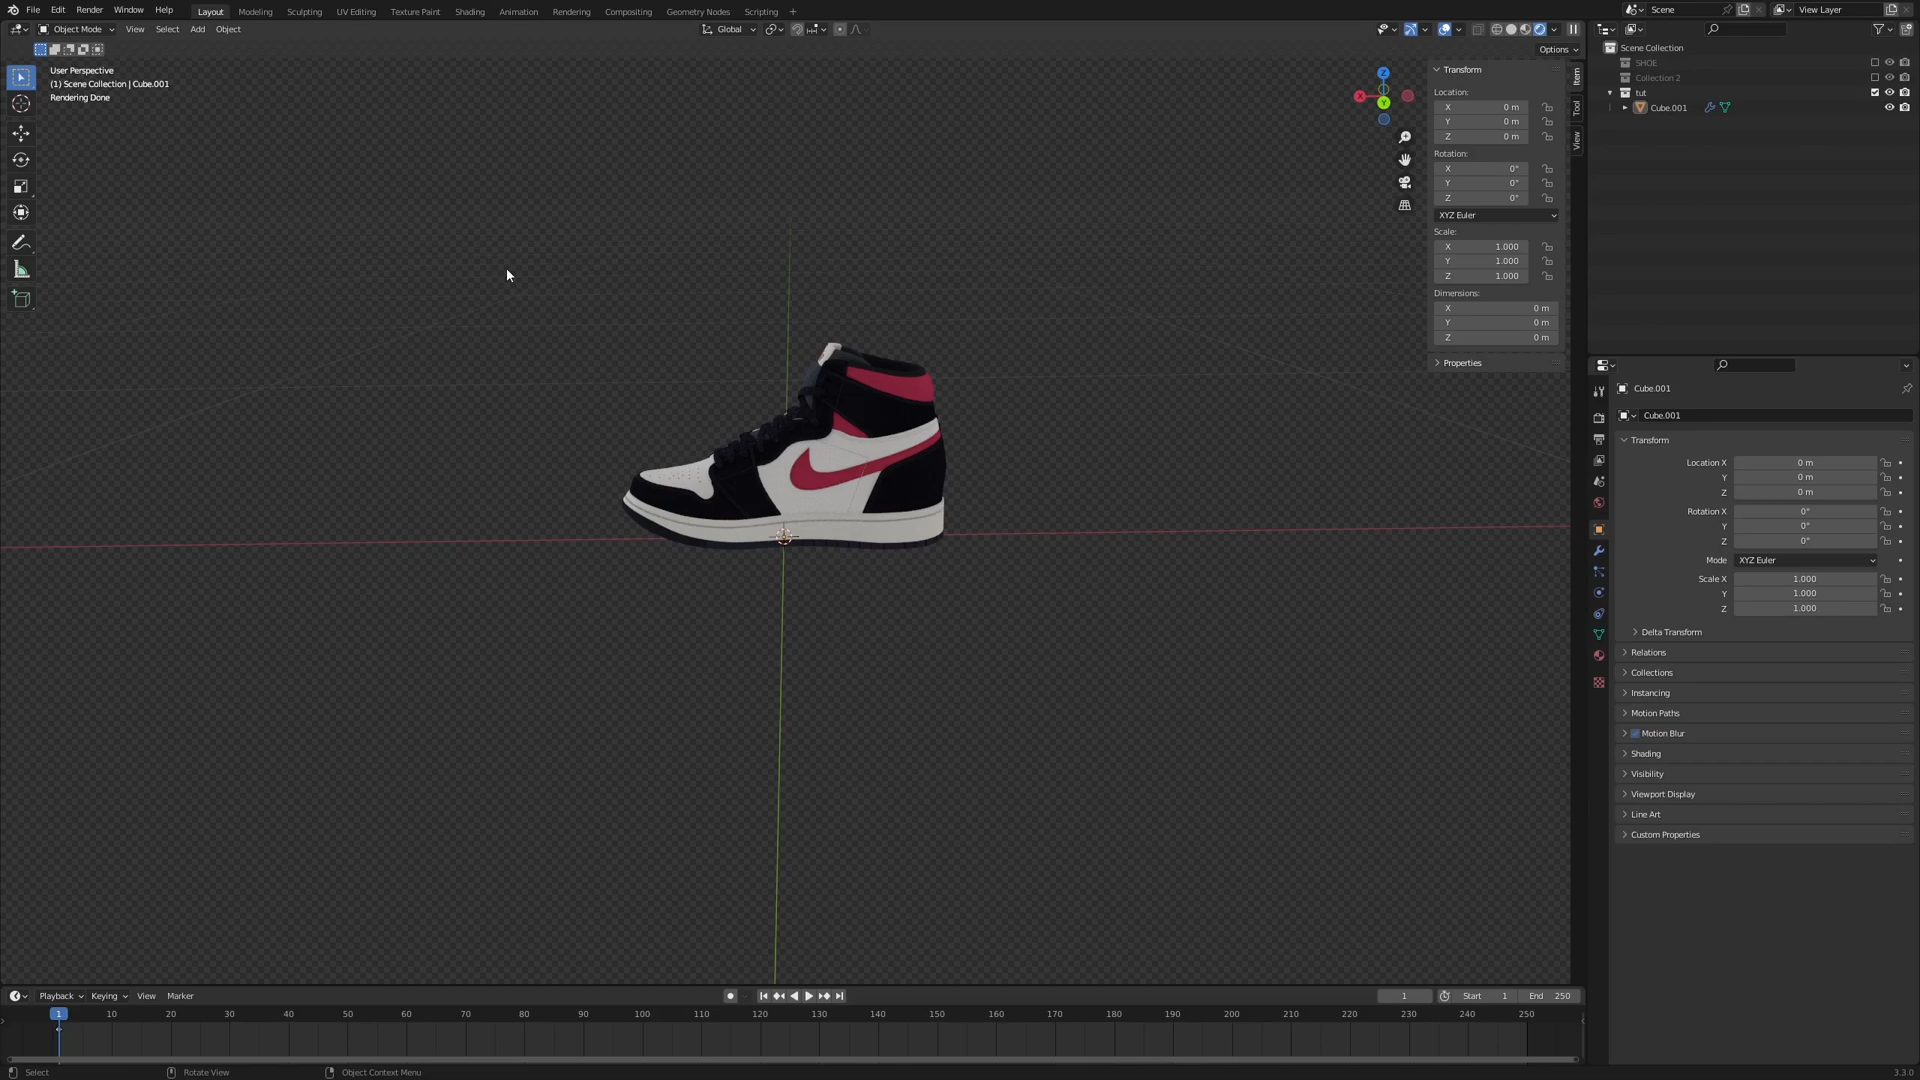 File Edit Render Window Help Layout Modeling Sculpting UV Editing Texture Paint Shading Animation Rendering Compositing Geometry Nodes Scripting + Scene View Layer
Object Mode View Select Add Object Global
Options
User Perspective
(1) Scene Collection | Cube.001
Rendering Done
Z
X
Y
Transform
Location:
X 0 m
Y 0 m
Z 0 m
Rotation:
X 0°
Y 0°
Z 0°
XYZ Euler
Scale:
X 1.000
Y 1.000
Z 1.000
Dimensions:
X 0 m
Y 0 m
Z 0 m
Properties
Item
Tool
View
Scene Collection
SHOE
Collection 2
tut
Cube.001
Cube.001
Cube.001
Transform
Location X 0 m
Y 0 m
Z 0 m
Rotation X 0°
Y 0°
Z 0°
Mode XYZ Euler
Scale X 1.000
Y 1.000
Z 1.000
Delta Transform
Relations
Collections
Instancing
Motion Paths
Motion Blur
Shading
Visibility
Viewport Display
Line Art
Custom Properties
Playback Keying View Marker 1 Start 1 End 250
1 10 20 30 40 50 60 70 80 90 100 110 120 130 140 150 160 170 180 190 200 210 220 230 240 250
Select Rotate View Object Context Menu 3.3.0